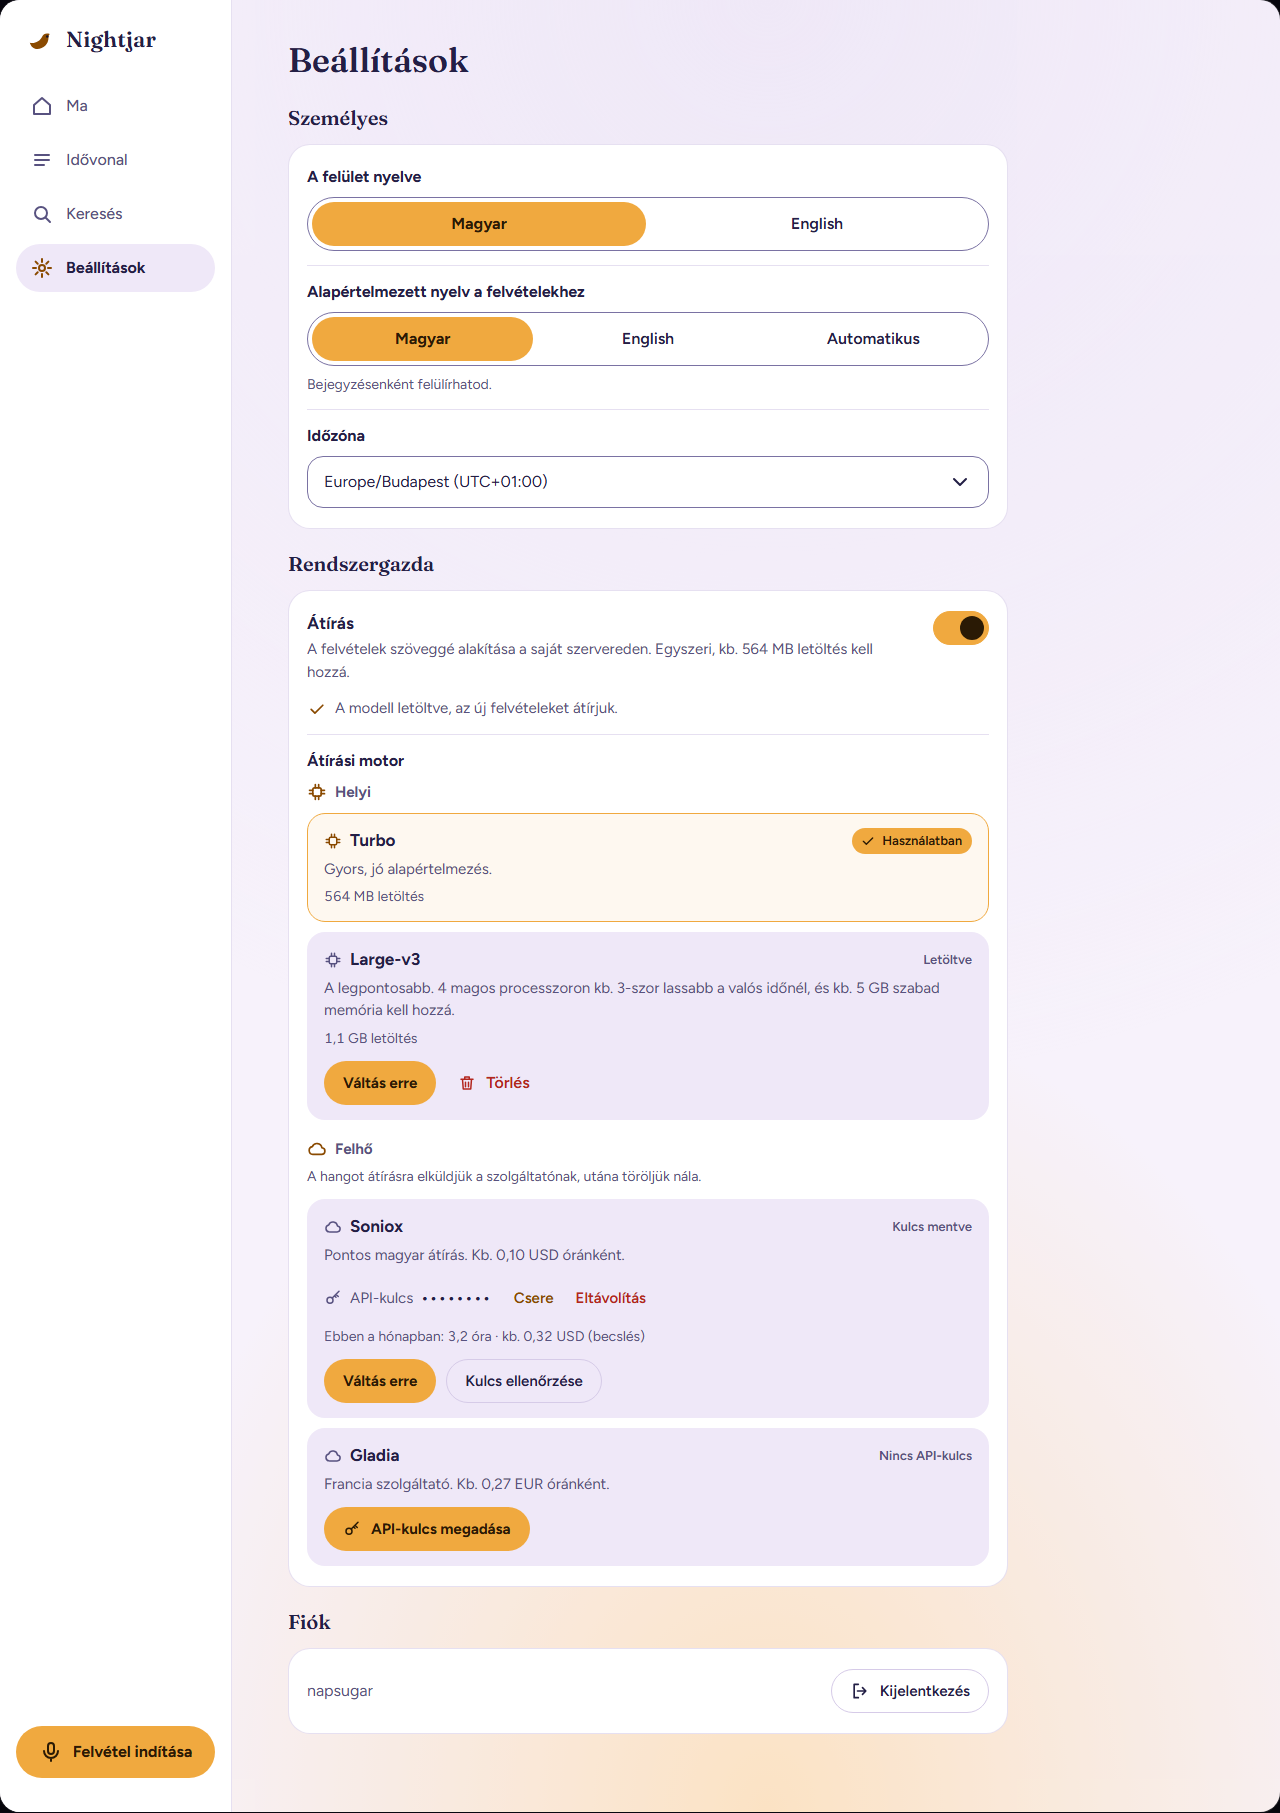 Nightjar
Ma
Idővonal
Keresés
Beállítások
Felvétel indítása
Beállítások
Személyes
A felület nyelve
Magyar
English
Alapértelmezett nyelv a felvételekhez
Magyar
English
Automatikus
Bejegyzésenként felülírhatod.
Időzóna
Europe/Budapest (UTC+01:00)
Rendszergazda
Átírás
A felvételek szöveggé alakítása a saját szervereden. Egyszeri, kb. 564 MB letöltés kell
hozzá.
A modell letöltve, az új felvételeket átírjuk.
Átírási motor
Helyi
Turbo
Használatban
Gyors, jó alapértelmezés.
564 MB letöltés
Large-v3
Letöltve
A legpontosabb. 4 magos processzoron kb. 3-szor lassabb a valós időnél, és kb. 5 GB szabad
memória kell hozzá.
1,1 GB letöltés
Váltás erre
Törlés
Felhő
A hangot átírásra elküldjük a szolgáltatónak, utána töröljük nála.
Soniox
Kulcs mentve
Pontos magyar átírás. Kb. 0,10 USD óránként.
API-kulcs •••••••• Csere Eltávolítás
Ebben a hónapban: 3,2 óra · kb. 0,32 USD (becslés)
Váltás erre
Kulcs ellenőrzése
Gladia
Nincs API-kulcs
Francia szolgáltató. Kb. 0,27 EUR óránként.
API-kulcs megadása
Fiók
napsugar
Kijelentkezés